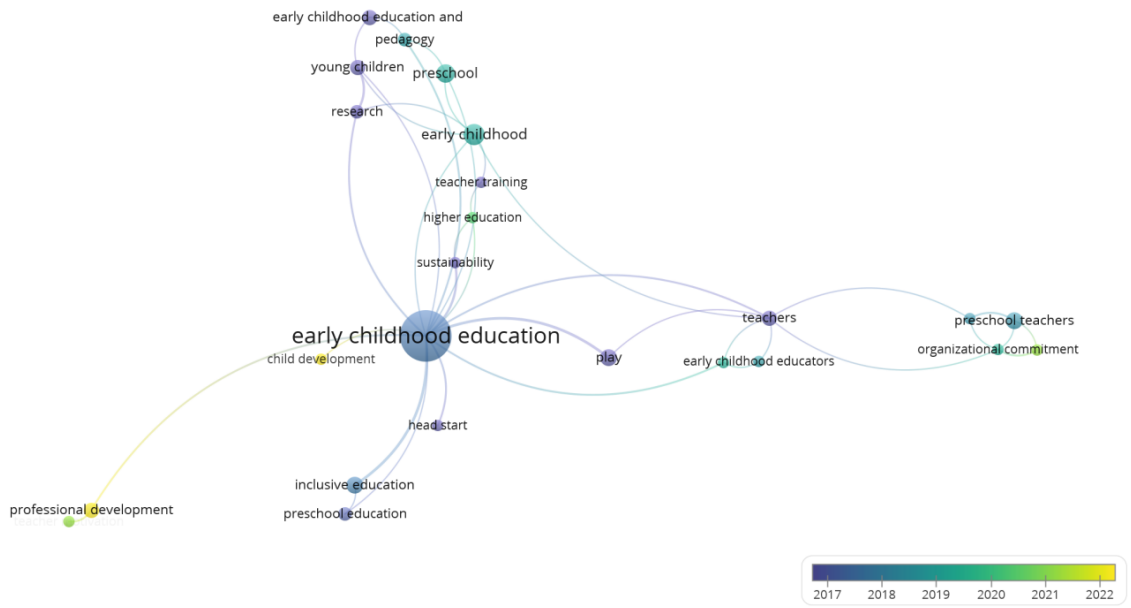 early childhood education and
pedagogy
young children
preschool
research
early childhood
teacher training
higher education
sustainability
teachers
preschool teachers
early childhood education
organizational commitment
child development
play
early childhood educators
head start
inclusive education
professional development
preschool education
2017 2018 2019 2020 2021 2022